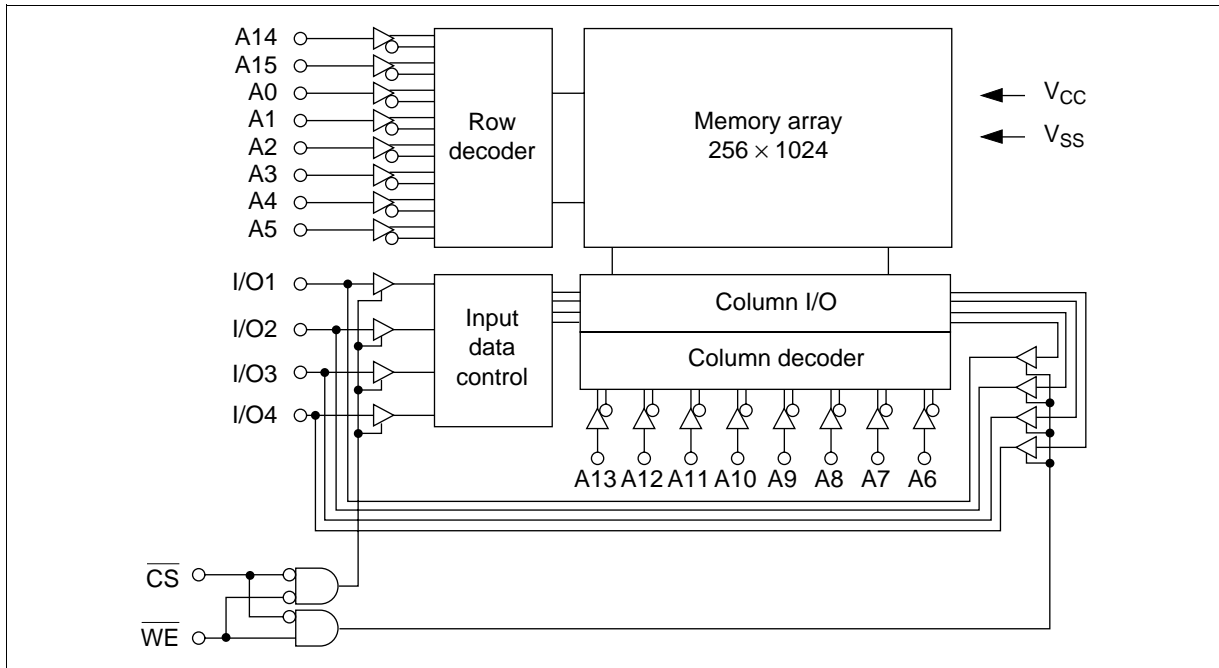 A14
A15
A0
A1
A2
A3
A4
A5
Row
decoder
Memory array
256 × 1024
VCC
VSS
I/O1
I/O2
I/O3
I/O4
Input
data
control
Column I/O
Column decoder
A13 A12 A11 A10 A9 A8 A7 A6
CS
WE